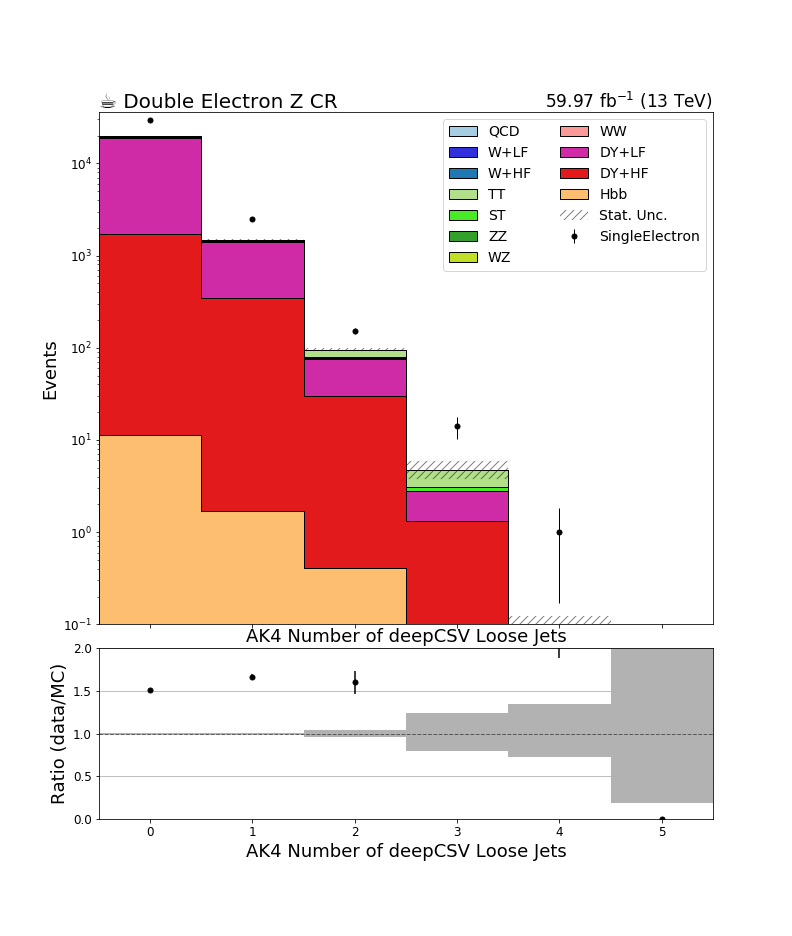 ☕ Double Electron Z CR 59.97 fb⁻¹ (13 TeV)
QCD WW
W+LF DY+LF
W+HF DY+HF
TT Hbb
ST Stat. Unc.
ZZ SingleElectron
WZ
Events
10⁴
10³
10²
10¹
10⁰
10⁻¹
AK4 Number of deepCSV Loose Jets
Ratio (data/MC)
2.0
1.5
1.0
0.5
0.0
0 1 2 3 4 5
AK4 Number of deepCSV Loose Jets